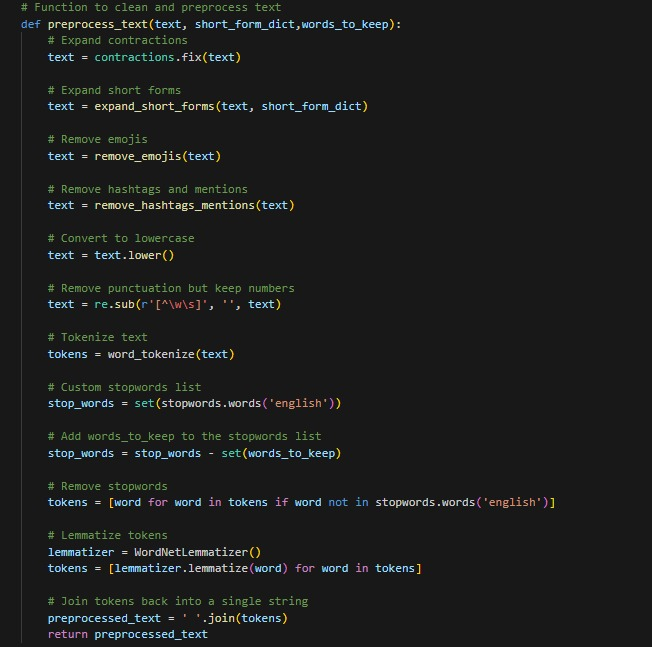 # Function to clean and preprocess text
def preprocess_text(text, short_form_dict,words_to_keep):
    # Expand contractions
    text = contractions.fix(text)

    # Expand short forms
    text = expand_short_forms(text, short_form_dict)

    # Remove emojis
    text = remove_emojis(text)

    # Remove hashtags and mentions
    text = remove_hashtags_mentions(text)

    # Convert to lowercase
    text = text.lower()

    # Remove punctuation but keep numbers
    text = re.sub(r'[^\w\s]', '', text)

    # Tokenize text
    tokens = word_tokenize(text)

    # Custom stopwords list
    stop_words = set(stopwords.words('english'))

    # Add words_to_keep to the stopwords list
    stop_words = stop_words - set(words_to_keep)

    # Remove stopwords
    tokens = [word for word in tokens if word not in stopwords.words('english')]

    # Lemmatize tokens
    lemmatizer = WordNetLemmatizer()
    tokens = [lemmatizer.lemmatize(word) for word in tokens]

    # Join tokens back into a single string
    preprocessed_text = ' '.join(tokens)
    return preprocessed_text